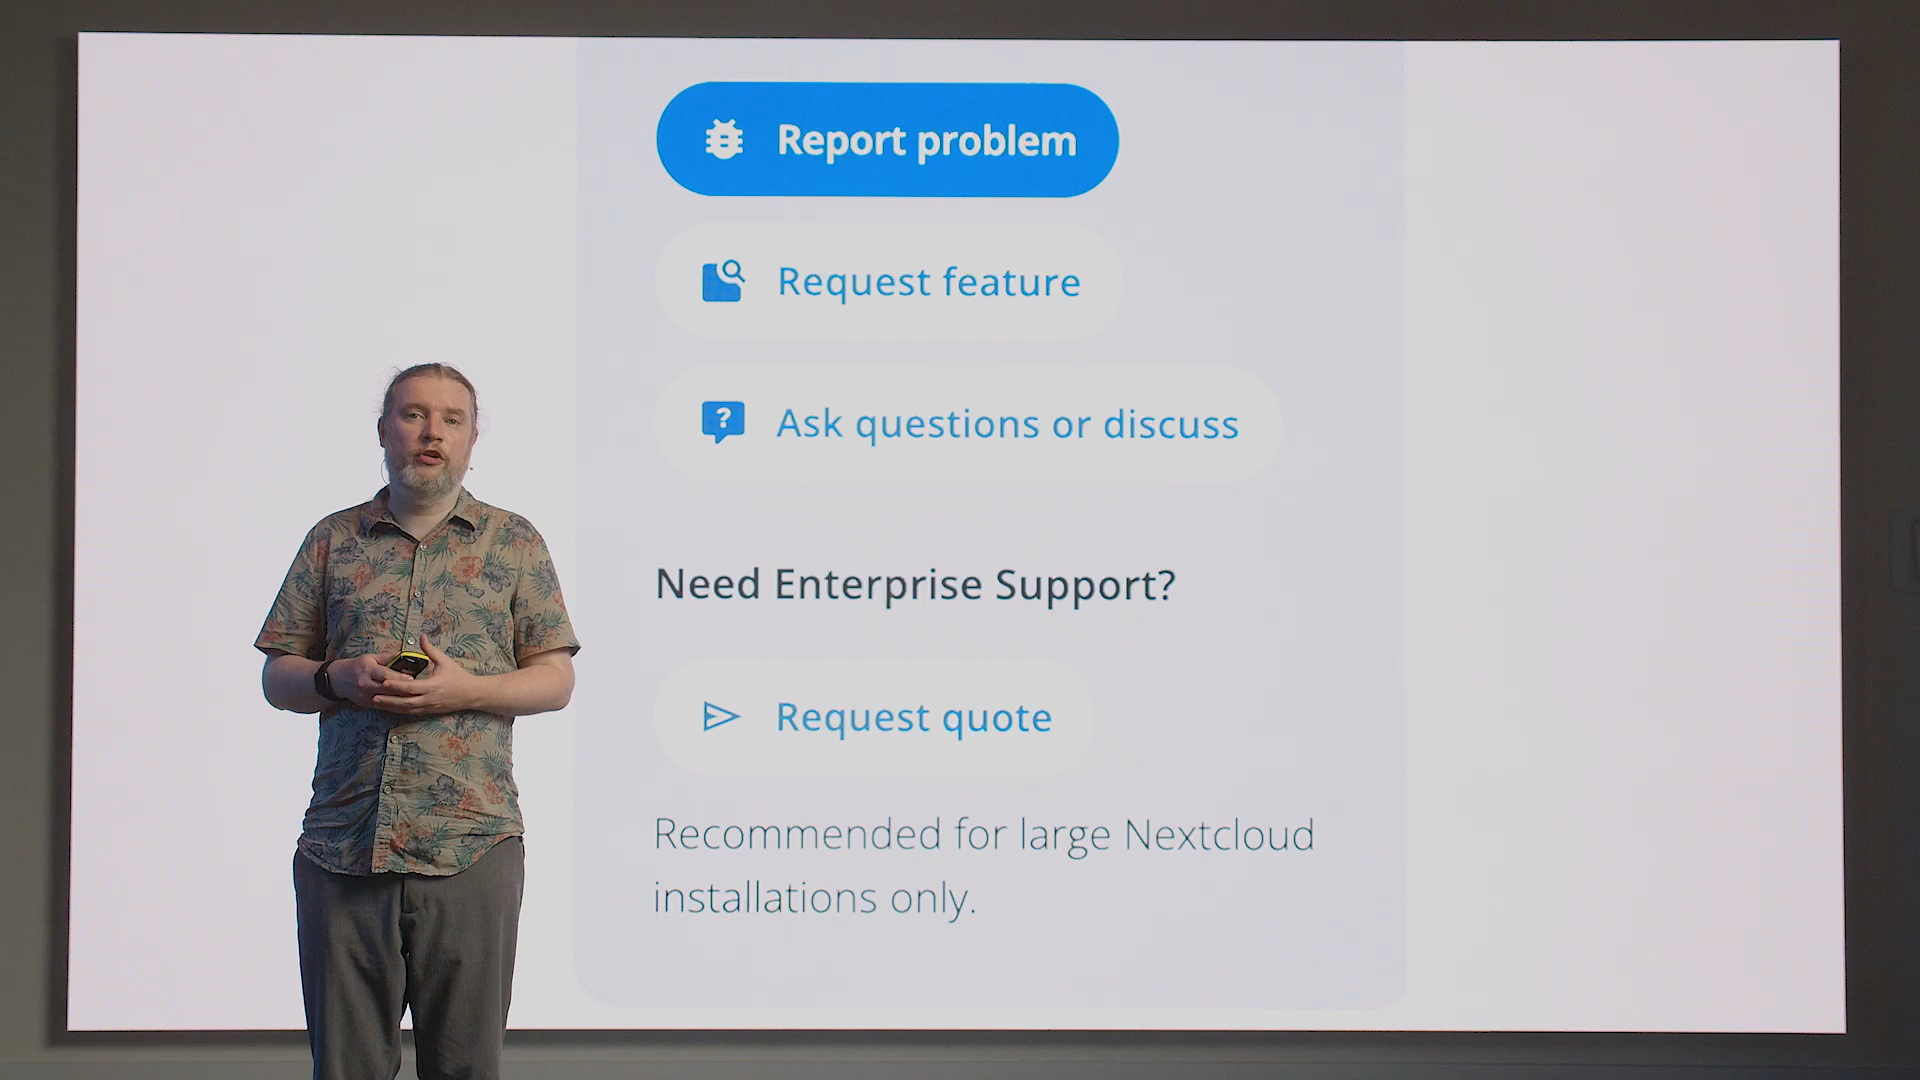 Report problem
Request feature
Ask questions or discuss
Need Enterprise Support?
Request quote
Recommended for large Nextcloud
installations only.